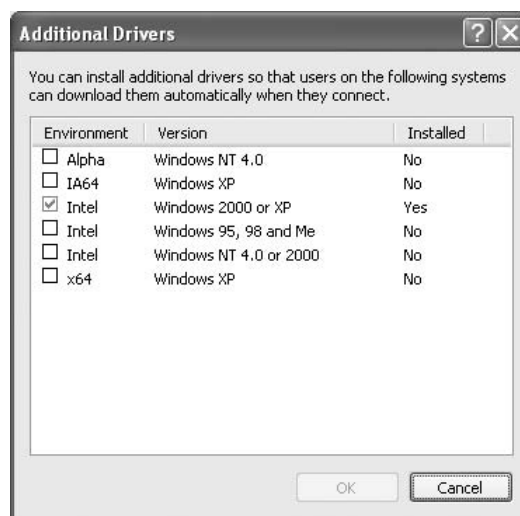 Additional Drivers
You can install additional drivers so that users on the following systems
can download them automatically when they connect.
Environment Version Installed
Alpha Windows NT 4.0 No
IA64 Windows XP No
Intel Windows 2000 or XP Yes
Intel Windows 95, 98 and Me No
Intel Windows NT 4.0 or 2000 No
x64 Windows XP No
OK Cancel